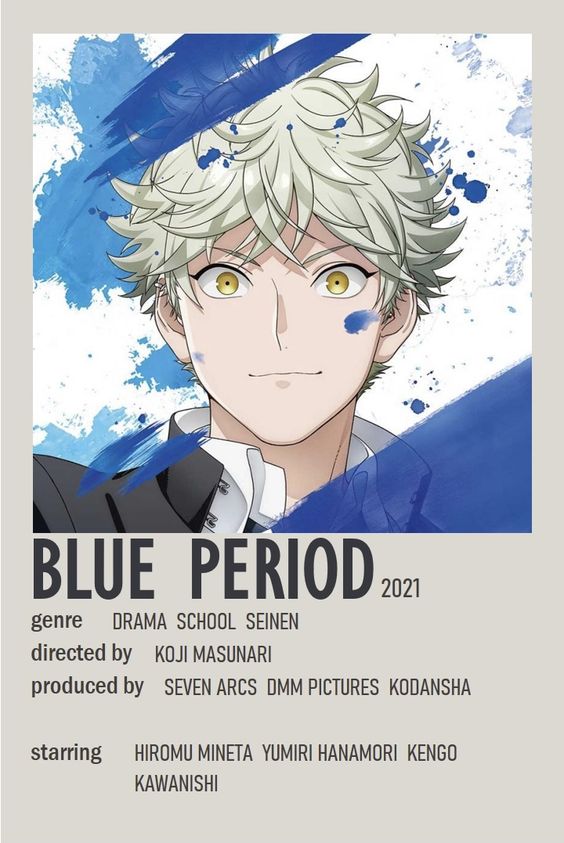 BLUE PERIOD 2021
genre DRAMA SCHOOL SEINEN
directed by KOJI MASUNARI
produced by SEVEN ARCS DMM PICTURES KODANSHA
starring HIROMU MINETA YUMIRI HANAMORI KENGO
KAWANISHI